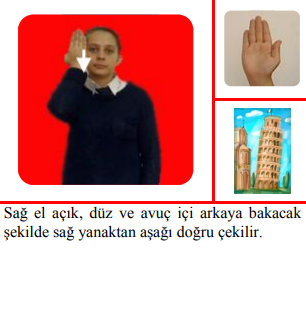 Sağ el açık, düz ve avuç içi arkaya bakacak
şekilde sağ yanaktan aşağı doğru çekilir.